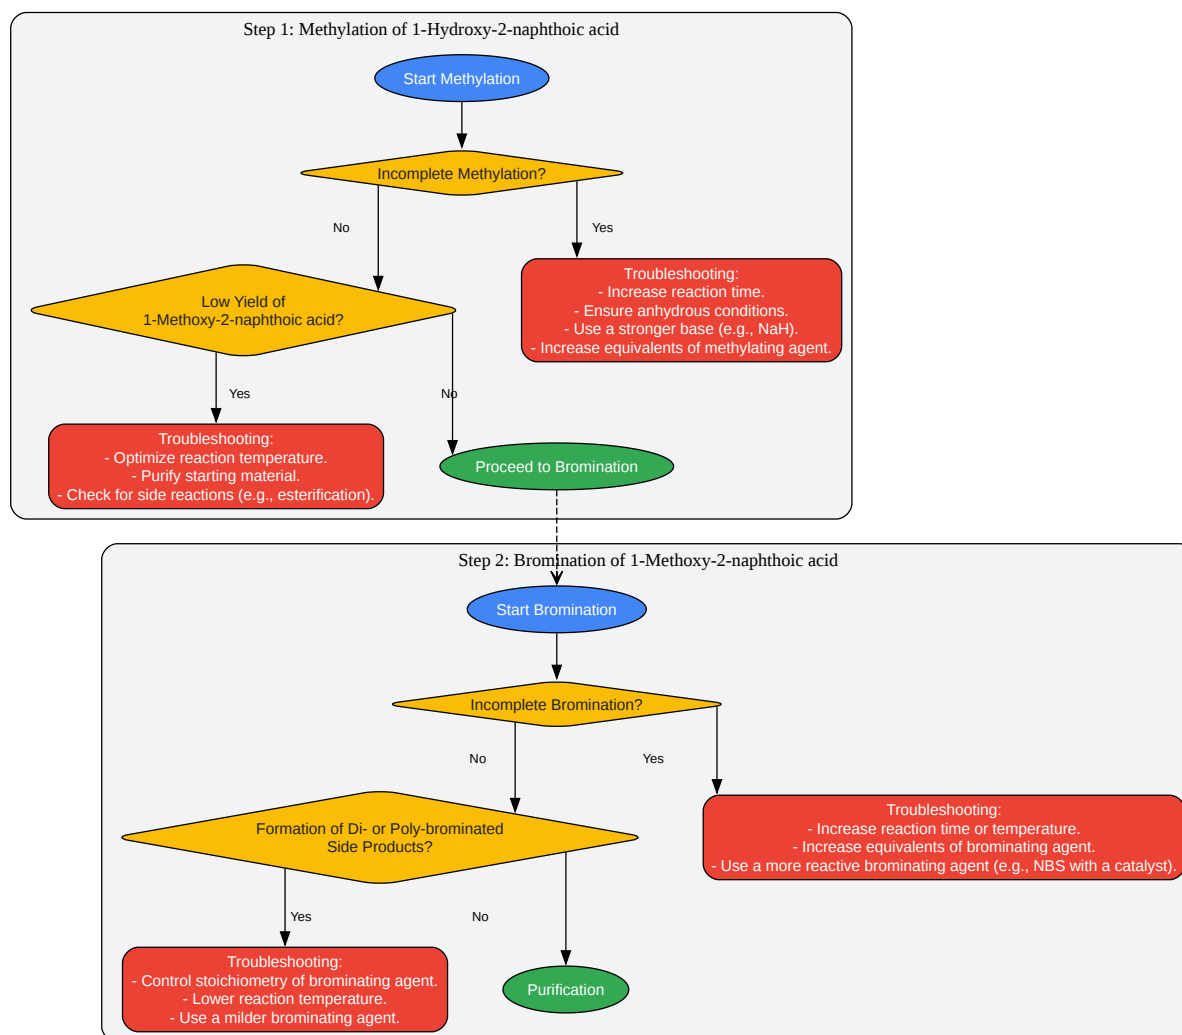 Step 1: Methylation of 1-Hydroxy-2-naphthoic acid
Start Methylation
Incomplete Methylation?
No
Yes
Troubleshooting:
- Increase reaction time.
- Ensure anhydrous conditions.
- Use a stronger base (e.g., NaH).
- Increase equivalents of methylating agent.
Low Yield of
1-Methoxy-2-naphthoic acid?
Yes
No
Troubleshooting:
- Optimize reaction temperature.
- Purify starting material.
- Check for side reactions (e.g., esterification).
Proceed to Bromination
Step 2: Bromination of 1-Methoxy-2-naphthoic acid
Start Bromination
Incomplete Bromination?
No
Yes
Troubleshooting:
- Increase reaction time or temperature.
- Increase equivalents of brominating agent.
- Use a more reactive brominating agent (e.g., NBS with a catalyst).
Formation of Di- or Poly-brominated
Side Products?
Yes
No
Troubleshooting:
- Control stoichiometry of brominating agent.
- Lower reaction temperature.
- Use a milder brominating agent.
Purification